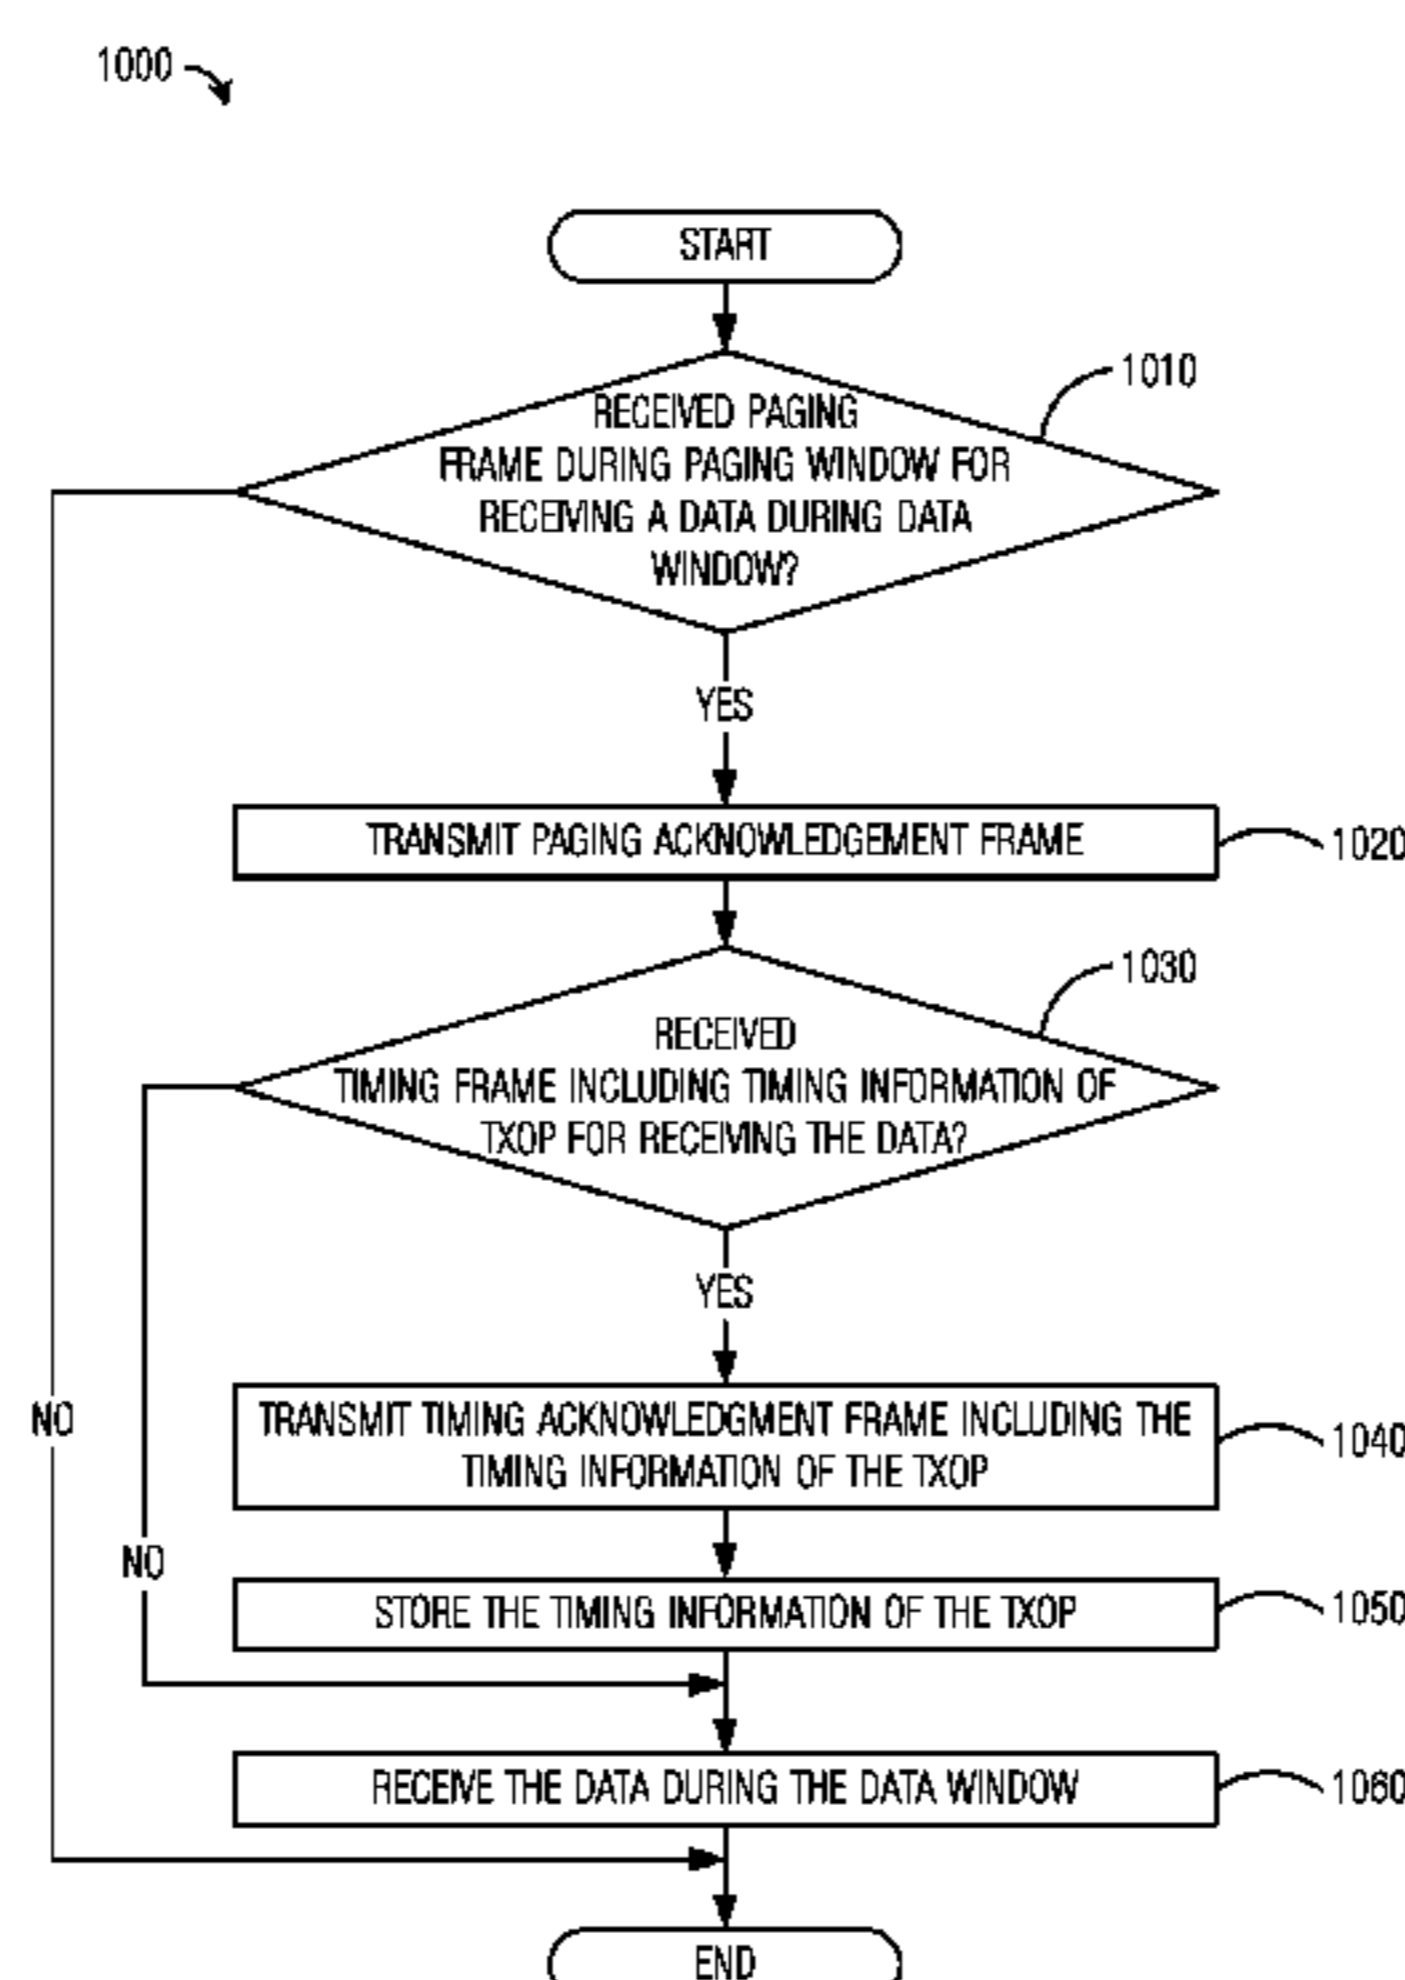 1000
START
1010
RECEIVED PAGING
FRAME DURING PAGING WINDOW FOR
RECEIVING A DATA DURING DATA
WINDOW?
YES
TRANSMIT PAGING ACKNOWLEDGEMENT FRAME
1020
1030
RECEIVED
TIMING FRAME INCLUDING TIMING INFORMATION OF
TXOP FOR RECEIVING THE DATA?
YES
NO
TRANSMIT TIMING ACKNOWLEDGMENT FRAME INCLUDING THE
TIMING INFORMATION OF THE TXOP
1040
NO
STORE THE TIMING INFORMATION OF THE TXOP
1050
RECEIVE THE DATA DURING THE DATA WINDOW
1060
END